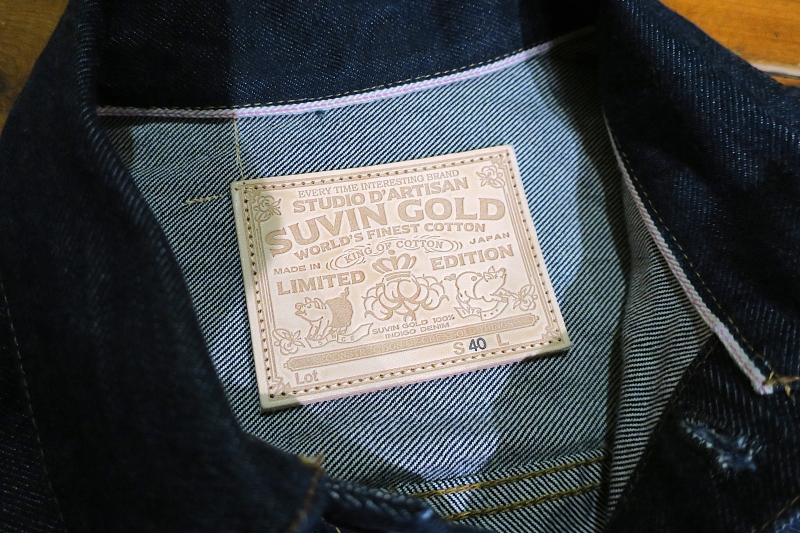 EVERY TIME INTERESTING BRAND
STUDIO D'ARTISAN
SUVIN GOLD
WORLD'S FINEST COTTON
MADE IN KING OF COTTON JAPAN
LIMITED EDITION
SUVIN GOLD 100%
INDIGO DENIM
Lot S 40 L